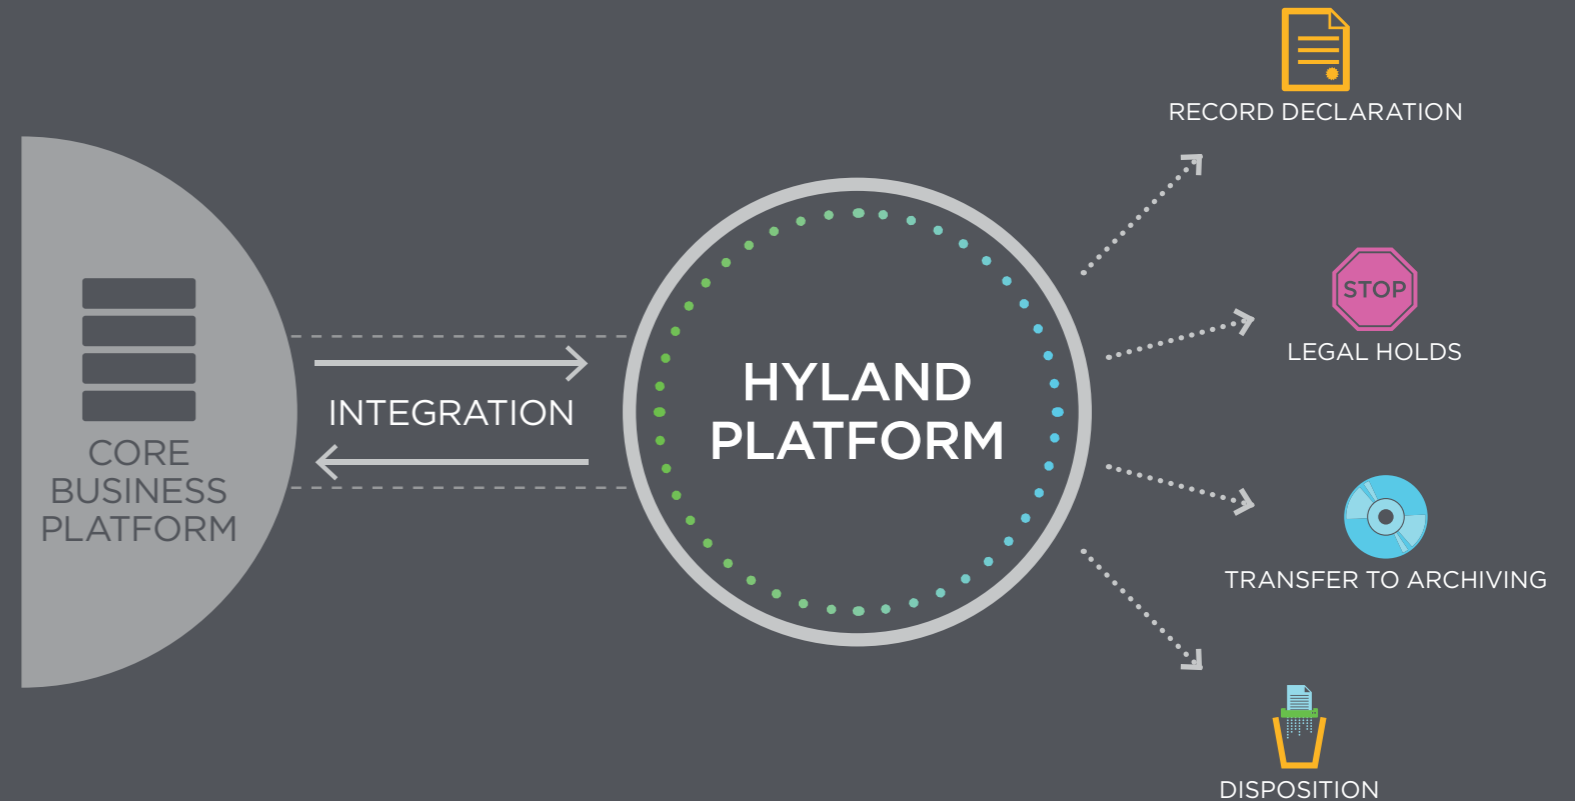 CORE
BUSINESS
PLATFORM
INTEGRATION
HYLAND
PLATFORM
RECORD DECLARATION
STOP
LEGAL HOLDS
TRANSFER TO ARCHIVING
DISPOSITION